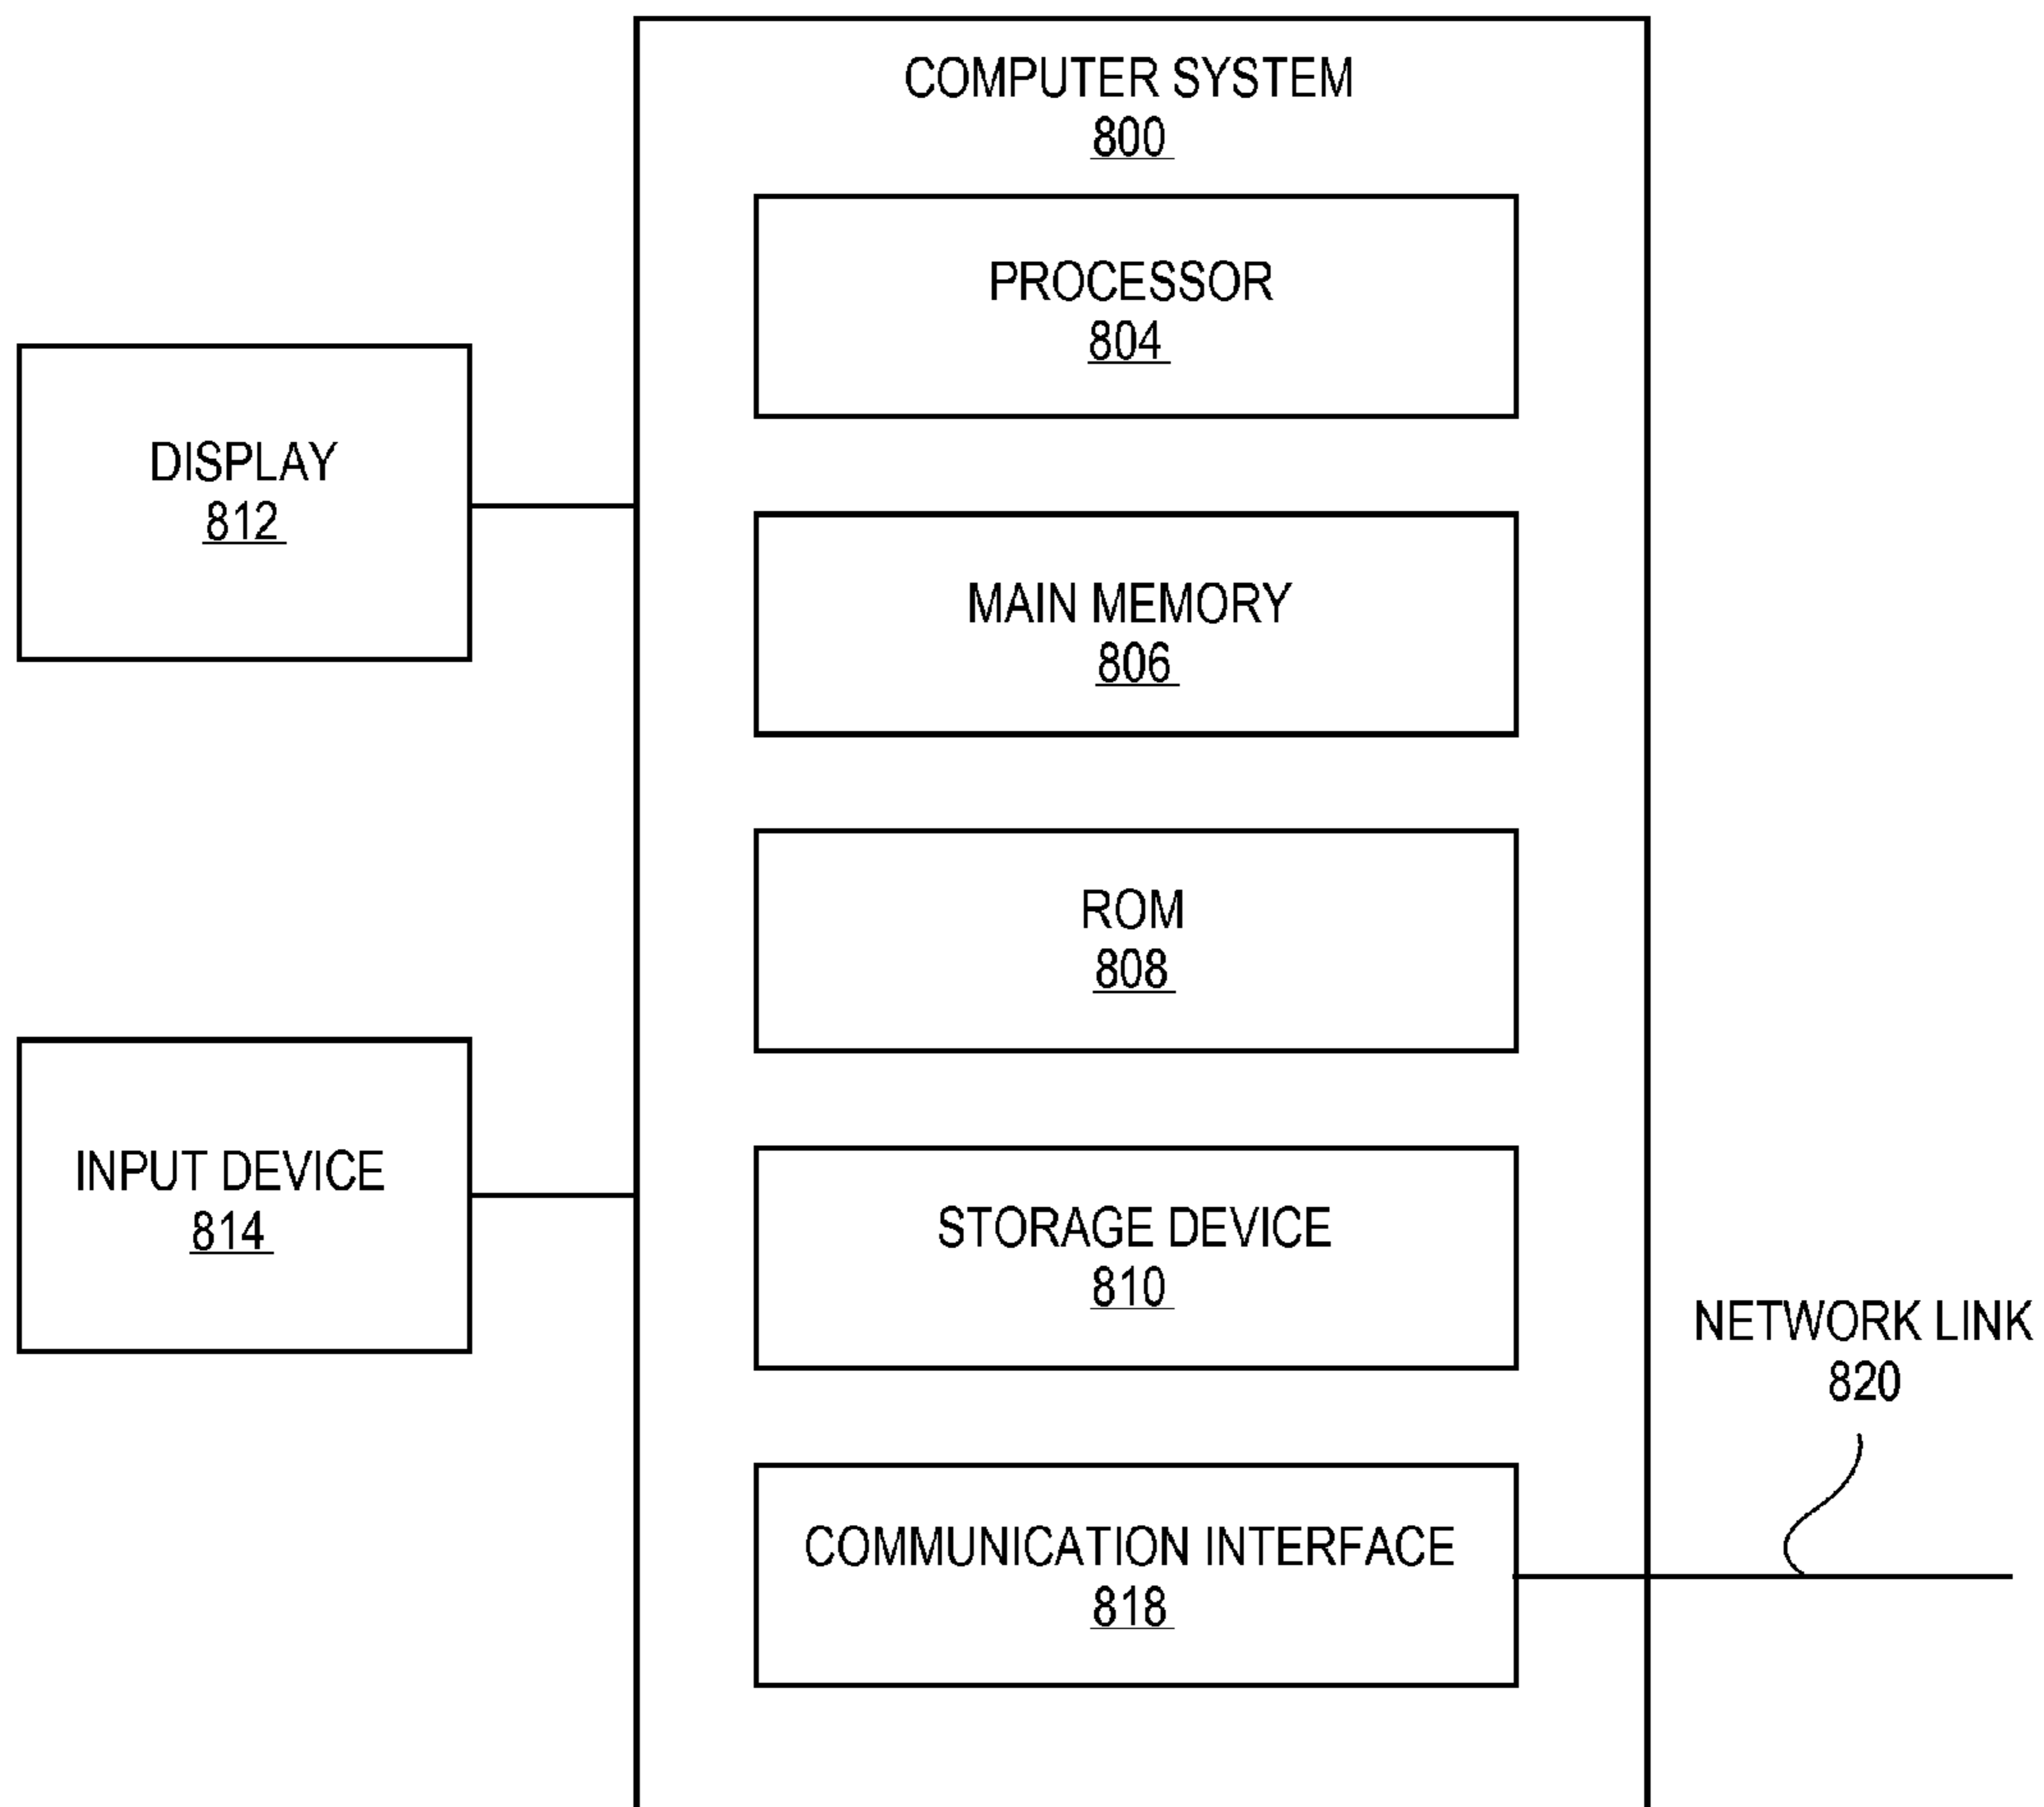 COMPUTER SYSTEM
800
PROCESSOR
804
DISPLAY
812
MAIN MEMORY
806
ROM
808
INPUT DEVICE
814
STORAGE DEVICE
810
NETWORK LINK
820
COMMUNICATION INTERFACE
818